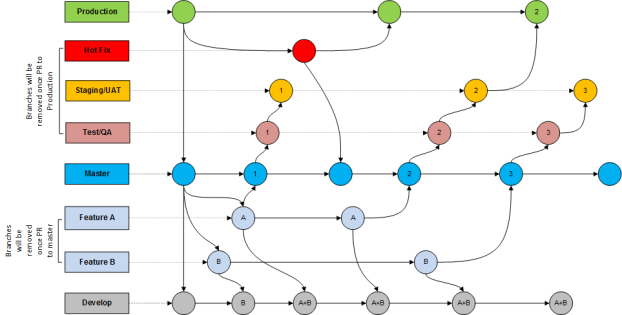 Production
2
Hot Fix
Branches will be
removed once PR to
Production
Staging/UAT
1
2
3
Test/QA
1
2
3
Master
1
2
3
Feature A
A
A
Branches
will be
removed
once PR
to master
Feature B
B
B
Develop
B
A+B
A+B
A+B
A+B